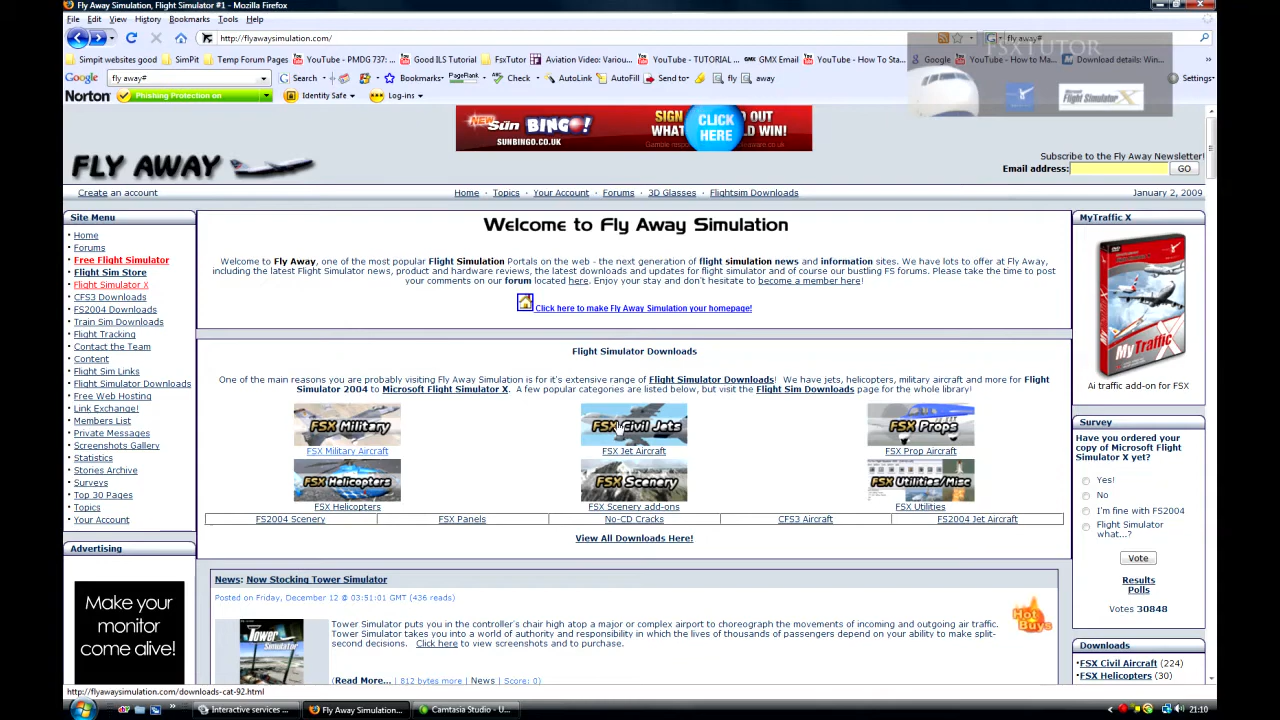 Fly Away Simulation, Flight Simulator #1 - Mozilla Firefox
File Edit View History Bookmarks Tools Help
http://flyawaysimulation.com/
fly away#
Simpit websites good SimPit Temp Forum Pages YouTube - PMDG 737: ... Good ILS Tutorial FsxTutor Aviation Video: Variou... YouTube - TUTORIAL ... GMX Email YouTube - How To Sta... Google YouTube - How to Ma... Download details: Win...
FSXTUTOR
Google fly away# Search Bookmarks PageRank Check AutoLink AutoFill Send to fly away Settings
Norton Phishing Protection on Identity Safe Log-ins
Microsoft Flight Simulator X
NEW Sun BINGO! SUNBINGO.CO.UK
SIGN OUT
WHAT OULD WIN!
CLICK HERE
FLY AWAY
Subscribe to the Fly Away Newsletter!
Email address: GO
Create an account
Home · Topics · Your Account · Forums · 3D Glasses · Flightsim Downloads
January 2, 2009
Site Menu
Home
Forums
Free Flight Simulator
Flight Sim Store
Flight Simulator X
CFS3 Downloads
FS2004 Downloads
Train Sim Downloads
Flight Tracking
Contact the Team
Content
Flight Sim Links
Flight Simulator Downloads
Free Web Hosting
Link Exchange!
Members List
Private Messages
Screenshots Gallery
Statistics
Stories Archive
Surveys
Top 30 Pages
Topics
Your Account
Advertising
Make your
monitor
come alive!
Welcome to Fly Away Simulation
Welcome to Fly Away, one of the most popular Flight Simulation Portals on the web - the next generation of flight simulation news and information sites. We have lots to offer at Fly Away,
including the latest Flight Simulator news, product and hardware reviews, the latest downloads and updates for flight simulator and of course our bustling FS forums. Please take the time to post
your comments on our forum located here. Enjoy your stay and don't hesitate to become a member here!
Click here to make Fly Away Simulation your homepage!
Flight Simulator Downloads
One of the main reasons you are probably visiting Fly Away Simulation is for it's extensive range of Flight Simulator Downloads! We have jets, helicopters, military aircraft and more for Flight
Simulator 2004 to Microsoft Flight Simulator X. A few popular categories are listed below, but visit the Flight Sim Downloads page for the whole library!
FSX Military FSX Civil Jets FSX Props
FSX Military Aircraft FSX Jet Aircraft FSX Prop Aircraft
FSX Helicopters FSX Scenery FSX Utilities/Misc
FSX Helicopters FSX Scenery add-ons FSX Utilities
FS2004 Scenery FSX Panels No-CD Cracks CFS3 Aircraft FS2004 Jet Aircraft
View All Downloads Here!
News: Now Stocking Tower Simulator
Posted on Friday, December 12 @ 03:51:01 GMT (436 reads)
Hot Buys
Tower Simulator
Tower Simulator puts you in the controller's chair high atop a major or complex airport to choreograph the movements of incoming and outgoing air traffic.
Tower Simulator takes you into a world of authority and responsibility in which the lives of thousands of passengers depend on your ability to make split-
second decisions. Click here to view screenshots and to purchase.
(Read More... | 812 bytes more | News | Score: 0)
MyTraffic X
MyTraffic X
Ai traffic add-on for FSX
Survey
Have you ordered your
copy of Microsoft Flight
Simulator X yet?
Yes!
No
I'm fine with FS2004
Flight Simulator
what...?
Vote
Results
Polls
Votes 30848
Downloads
FSX Civil Aircraft (224)
FSX Helicopters (30)
http://flyawaysimulation.com/downloads-cat-92.html
Interactive services ... Fly Away Simulation... Camtasia Studio - U... 21:10